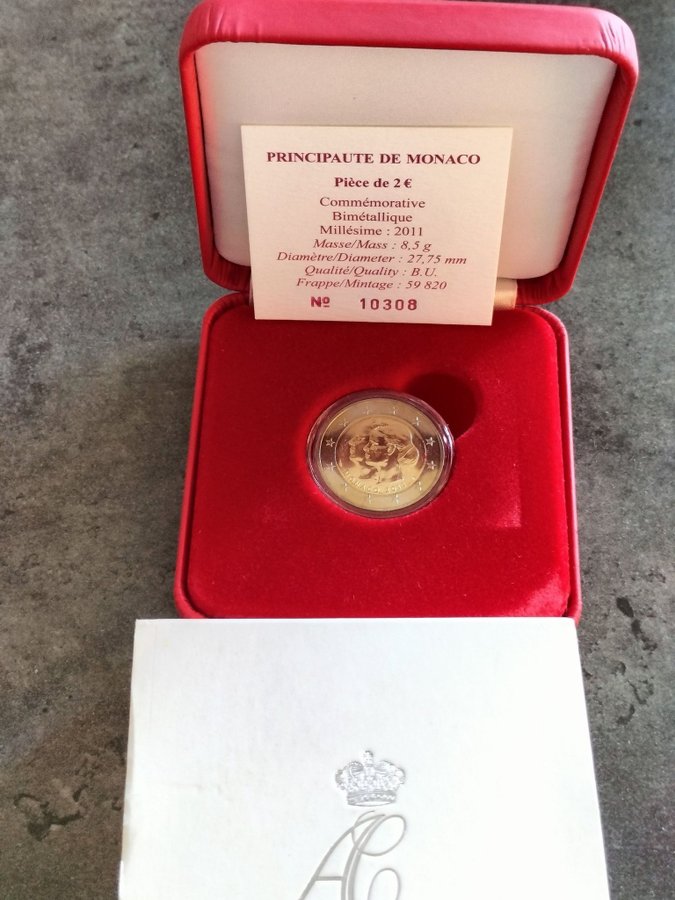 PRINCIPAUTE DE MONACO
Pièce de 2 €
Commémorative
Bimétallique
Millésime : 2011
Masse/Mass : 8,5 g
Diamètre/Diameter : 27,75 mm
Qualité/Quality : B.U.
Frappe/Mintage : 59 820
Nº 10308
AC